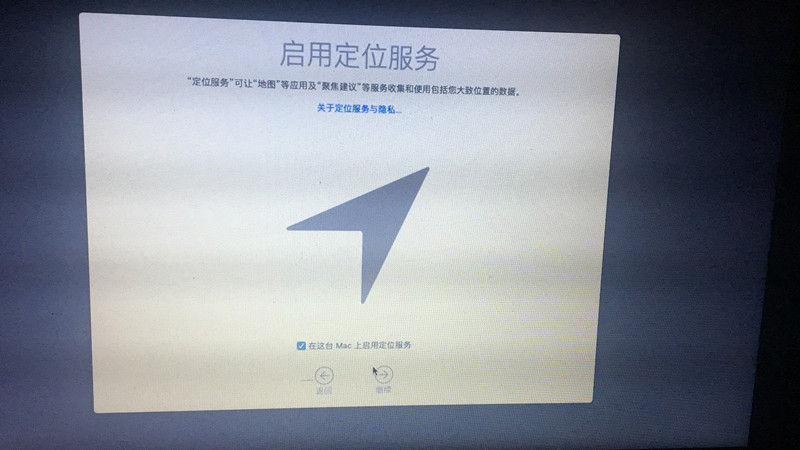 启用定位服务
“定位服务”可让“地图”等应用及“聚焦建议”等服务收集和使用包括您大致位置的数据。
关于定位服务与隐私…
在这台 Mac 上启用定位服务
返回
继续